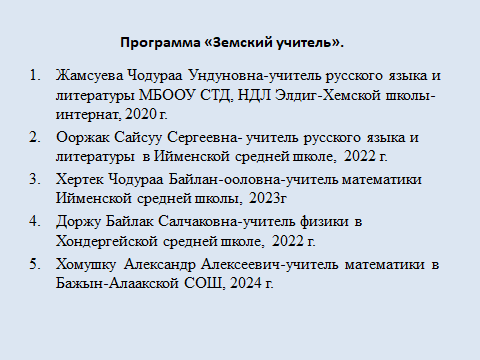 Программа «Земский учитель».
1. Жамсуева Чодураа Ундуновна-учитель русского языка и
литературы МБООУ СТД, НДЛ Элдиг-Хемской школы-
интернат, 2020 г.
2. Ооржак Сайсуу Сергеевна- учитель русского языка и
литературы в Ийменской средней школе, 2022 г.
3. Хертек Чодураа Байлан-ооловна-учитель математики
Ийменской средней школы, 2023г
4. Доржу Байлак Салчаковна-учитель физики в
Хондергейской средней школе, 2022 г.
5. Хомушку Александр Алексеевич-учитель математики в
Бажын-Алаакской СОШ, 2024 г.